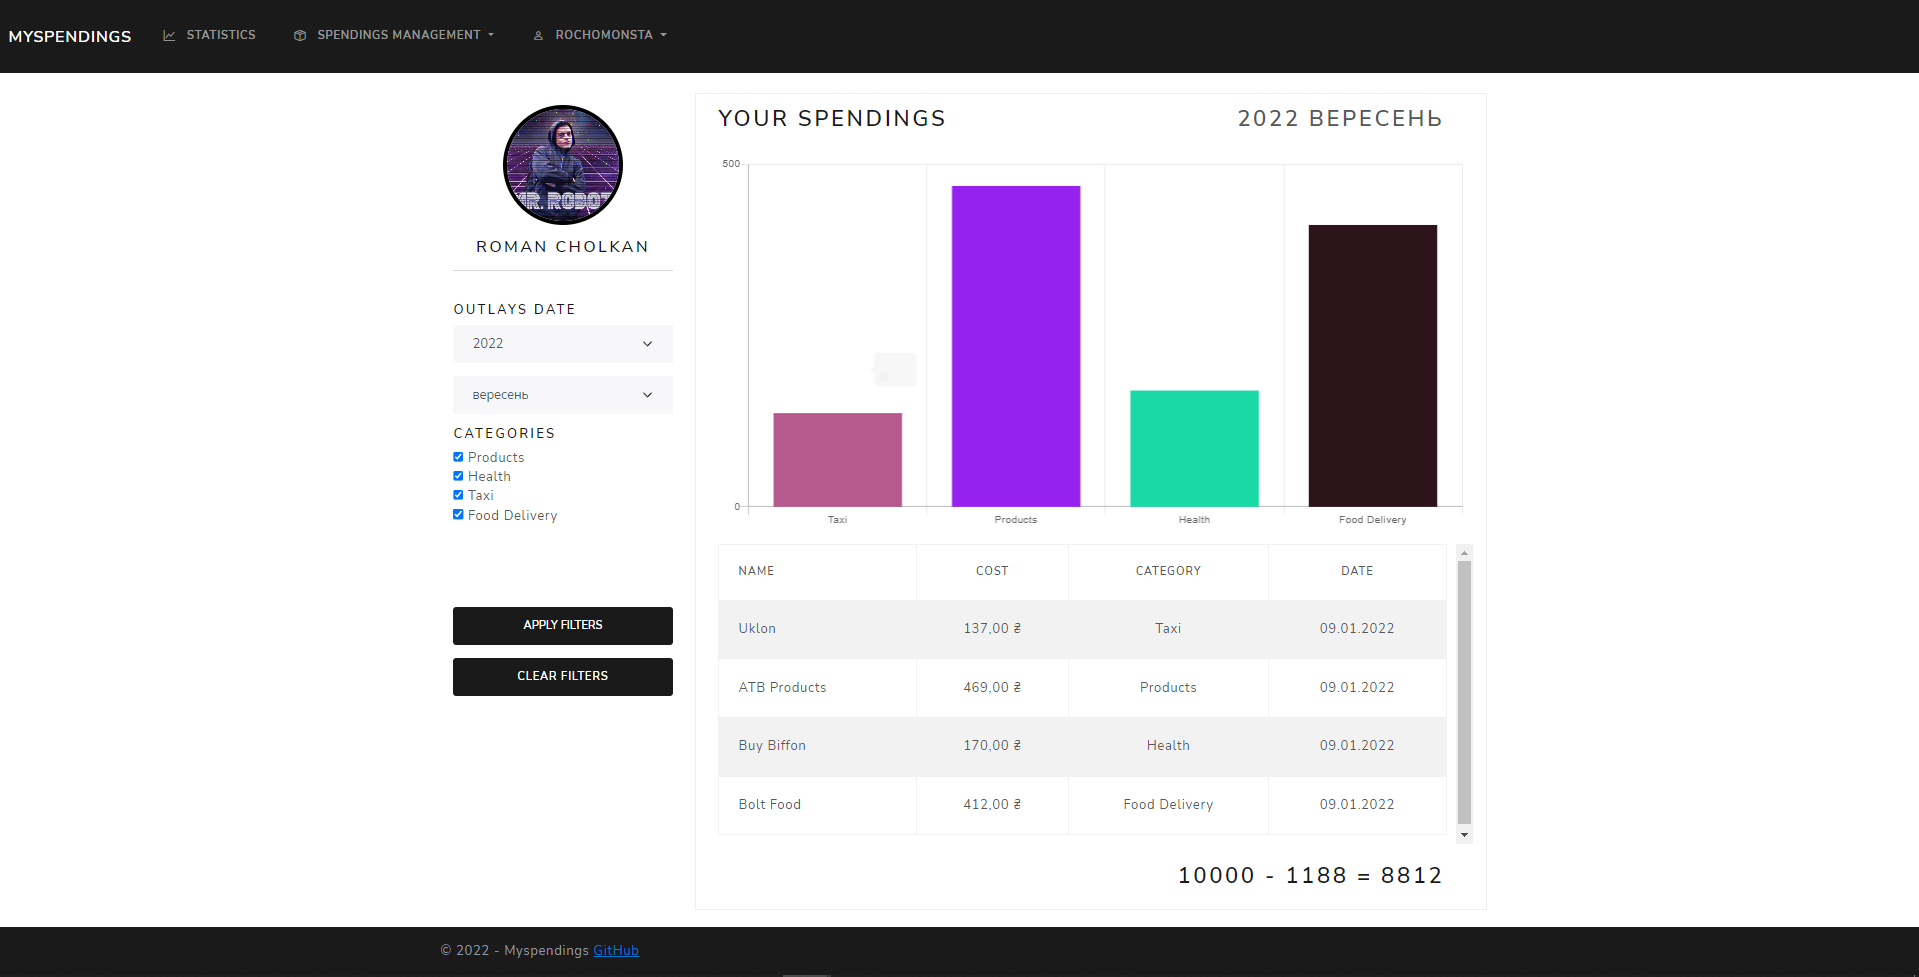 MYSPENDINGS STATISTICS SPENDINGS MANAGEMENT ROCHOMONSTA
MR. ROBOT
ROMAN CHOLKAN
OUTLAYS DATE
2022
вересень
CATEGORIES
Products
Health
Taxi
Food Delivery
APPLY FILTERS
CLEAR FILTERS
YOUR SPENDINGS 2022 ВЕРЕСЕНЬ
500
0
Taxi Products Health Food Delivery
NAME COST CATEGORY DATE
Uklon 137,00 ₴ Taxi 09.01.2022
ATB Products 469,00 ₴ Products 09.01.2022
Buy Biffon 170,00 ₴ Health 09.01.2022
Bolt Food 412,00 ₴ Food Delivery 09.01.2022
10000 - 1188 = 8812
© 2022 - Myspendings GitHub